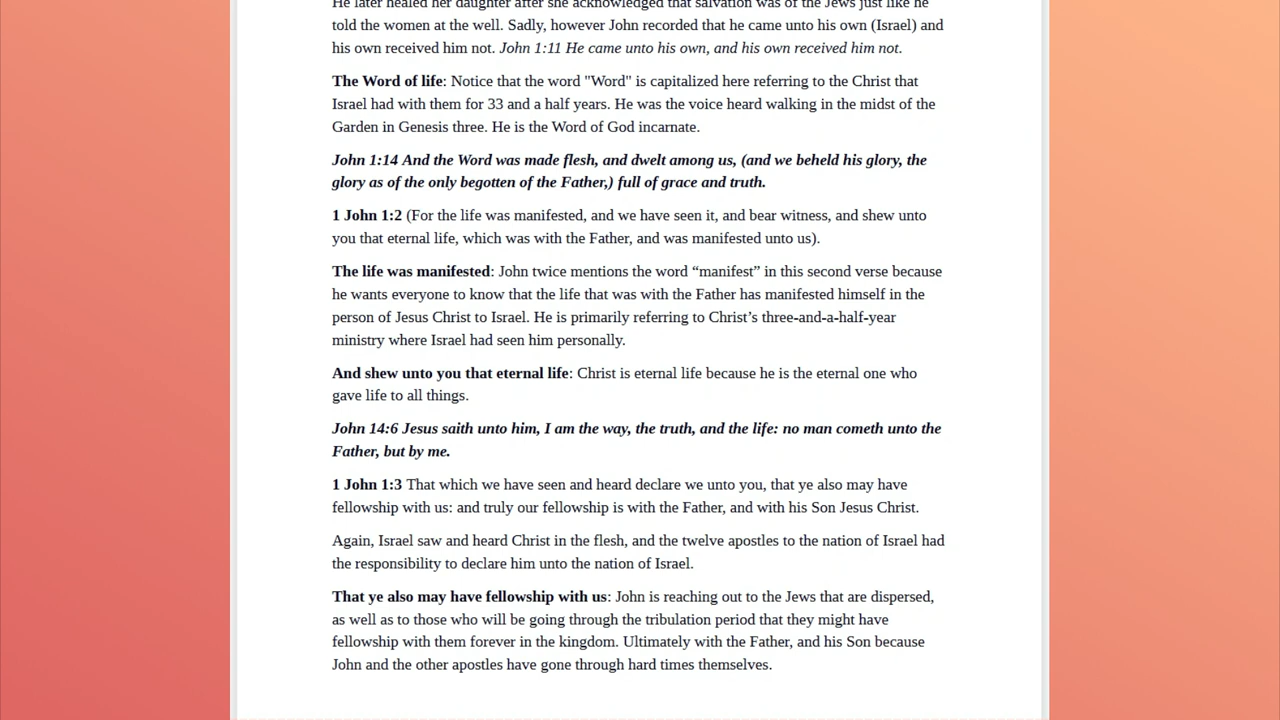 He later healed her daughter after she acknowledged that salvation was of the Jews just like he
told the women at the well. Sadly, however John recorded that he came unto his own (Israel) and
his own received him not. John 1:11 He came unto his own, and his own received him not.
The Word of life: Notice that the word "Word" is capitalized here referring to the Christ that
Israel had with them for 33 and a half years. He was the voice heard walking in the midst of the
Garden in Genesis three. He is the Word of God incarnate.
John 1:14 And the Word was made flesh, and dwelt among us, (and we beheld his glory, the
glory as of the only begotten of the Father,) full of grace and truth.
1 John 1:2 (For the life was manifested, and we have seen it, and bear witness, and shew unto
you that eternal life, which was with the Father, and was manifested unto us).
The life was manifested: John twice mentions the word “manifest” in this second verse because
he wants everyone to know that the life that was with the Father has manifested himself in the
person of Jesus Christ to Israel. He is primarily referring to Christ’s three-and-a-half-year
ministry where Israel had seen him personally.
And shew unto you that eternal life: Christ is eternal life because he is the eternal one who
gave life to all things.
John 14:6 Jesus saith unto him, I am the way, the truth, and the life: no man cometh unto the
Father, but by me.
1 John 1:3 That which we have seen and heard declare we unto you, that ye also may have
fellowship with us: and truly our fellowship is with the Father, and with his Son Jesus Christ.
Again, Israel saw and heard Christ in the flesh, and the twelve apostles to the nation of Israel had
the responsibility to declare him unto the nation of Israel.
That ye also may have fellowship with us: John is reaching out to the Jews that are dispersed,
as well as to those who will be going through the tribulation period that they might have
fellowship with them forever in the kingdom. Ultimately with the Father, and his Son because
John and the other apostles have gone through hard times themselves.